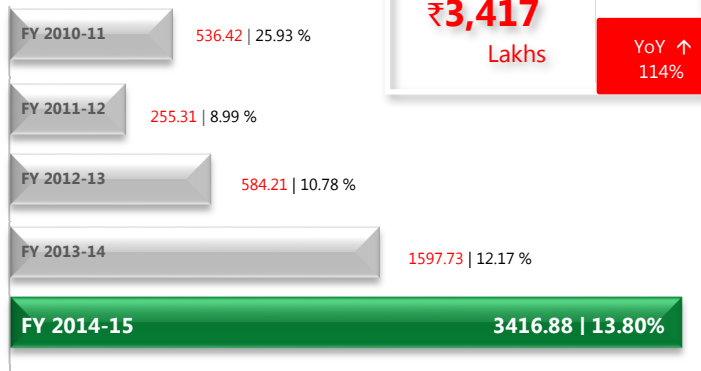 ₹3,417
Lakhs
YoY ↑
114%
FY 2010-11 536.42 | 25.93 %
FY 2011-12 255.31 | 8.99 %
FY 2012-13 584.21 | 10.78 %
FY 2013-14 1597.73 | 12.17 %
FY 2014-15 3416.88 | 13.80%